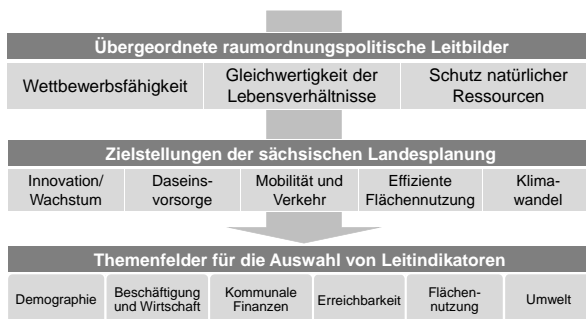 Übergeordnete raumordnungspolitische Leitbilder
Wettbewerbsfähigkeit
Gleichwertigkeit der
Lebensverhältnisse
Schutz natürlicher
Ressourcen
Zielstellungen der sächsischen Landesplanung
Innovation/
Wachstum
Daseins-
vorsorge
Mobilität und
Verkehr
Effiziente
Flächennutzung
Klima-
wandel
Themenfelder für die Auswahl von Leitindikatoren
Demographie
Beschäftigung
und Wirtschaft
Kommunale
Finanzen
Erreichbarkeit
Flächen-
nutzung
Umwelt